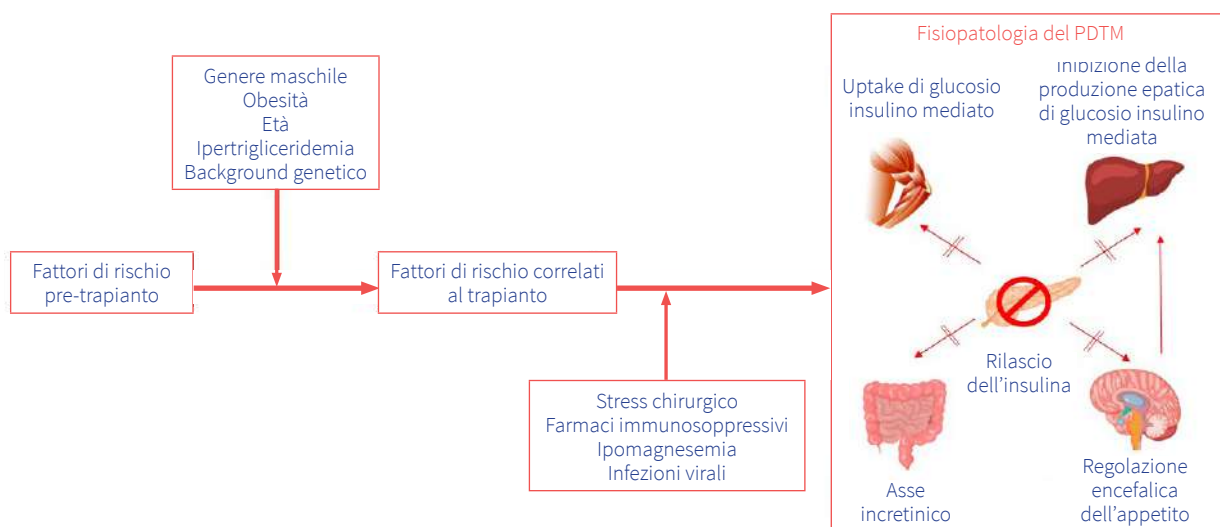 Fisiopatologia del PDTM
Genere maschile
Obesità
Età
Ipertrigliceridemia
Background genetico
Fattori di rischio
pre-trapianto
Fattori di rischio correlati
al trapianto
Stress chirurgico
Farmaci immunosoppressivi
Ipomagnesemia
Infezioni virali
Uptake di glucosio
insulino mediato
Inibizione della
produzione epatica
di glucosio insulino
mediata
Rilascio
dell'insulina
Asse
incretinico
Regolazione
encefalica
dell'appetito